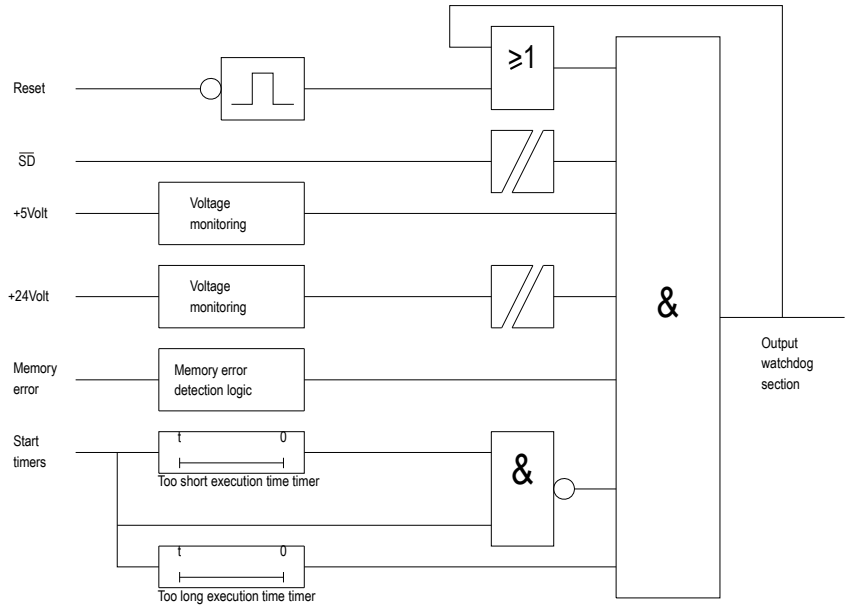 ≥1
Reset
S̅D̅
+5Volt
Voltage
monitoring
+24Volt
Voltage
monitoring
&
Output
watchdog
section
Memory
error
Memory error
detection logic
Start
timers
t 0
Too short execution time timer
&
t 0
Too long execution time timer